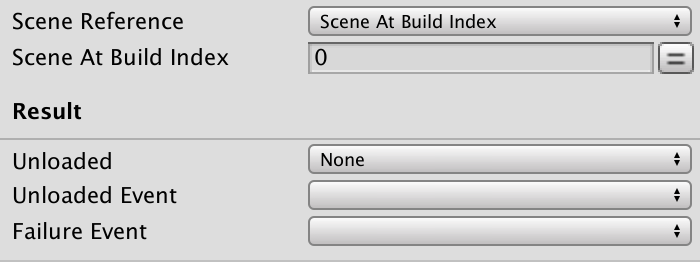 Scene Reference Scene At Build Index
Scene At Build Index 0
Result
Unloaded None
Unloaded Event
Failure Event